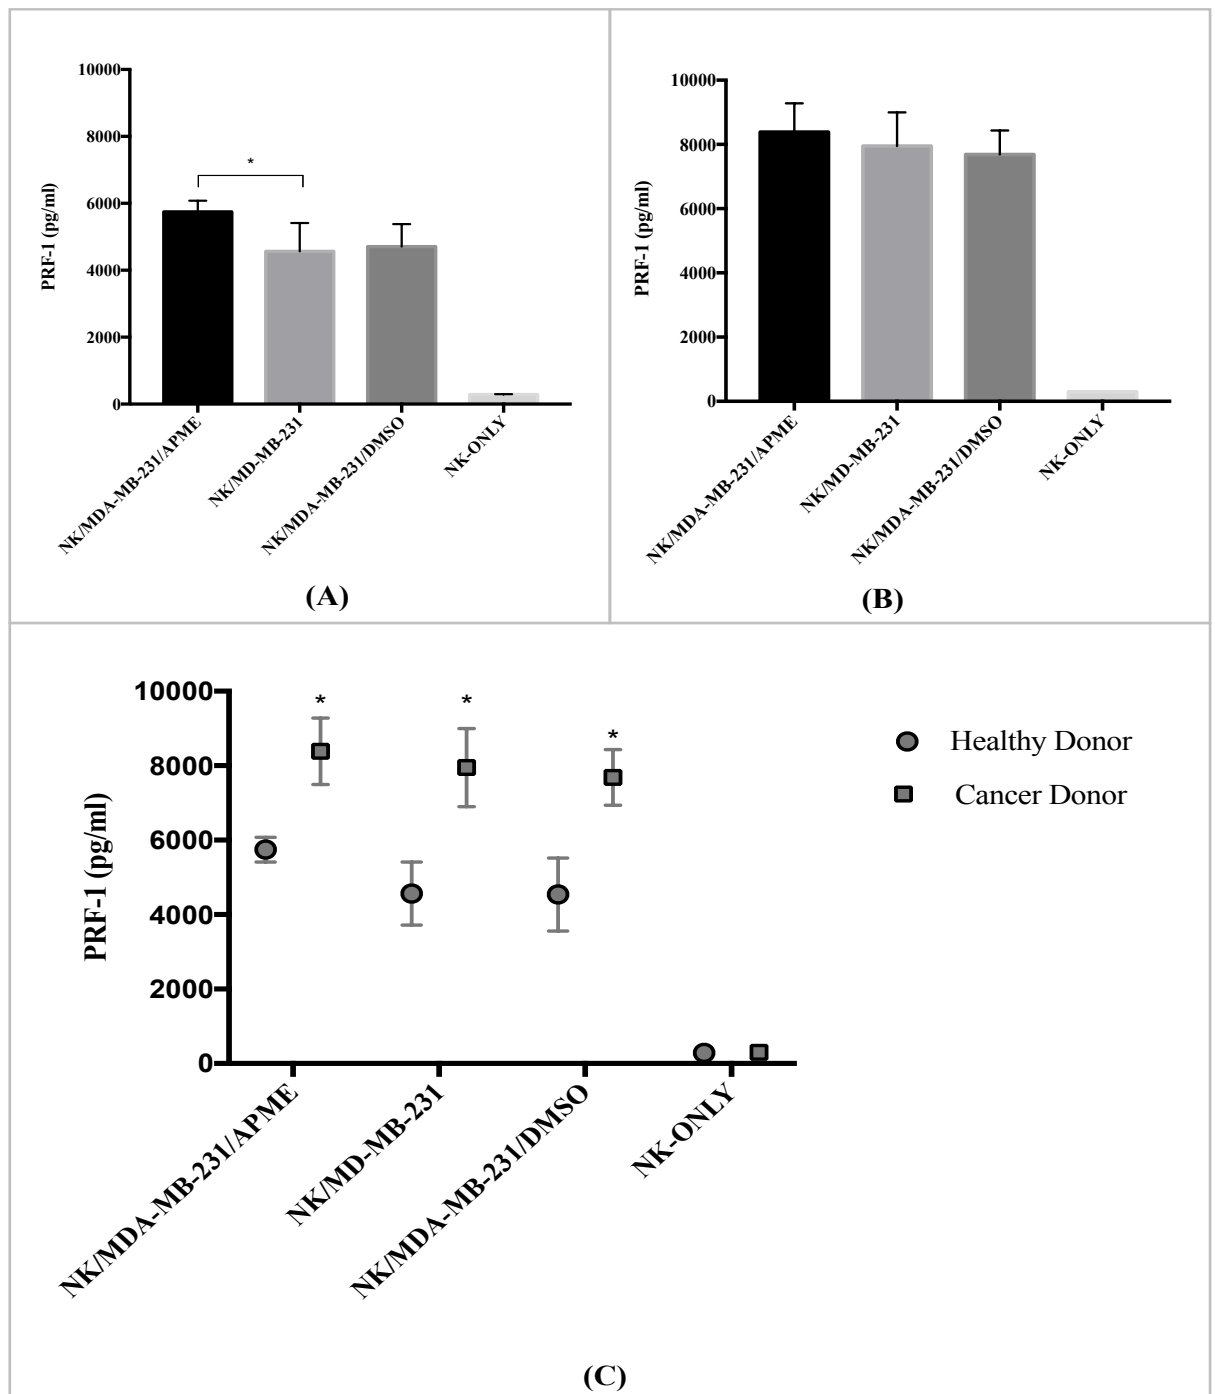 10000
8000
6000
4000
2000
0
PRF-1 (pg/ml)
*
NK/MDA-MB-231/APME
NK/MD-MB-231
NK/MDA-MB-231/DMSO
NK-ONLY
(A)
10000
8000
6000
4000
2000
0
PRF-1 (pg/ml)
NK/MDA-MB-231/APME
NK/MD-MB-231
NK/MDA-MB-231/DMSO
NK-ONLY
(B)
10000
8000
6000
4000
2000
0
PRF-1 (pg/ml)
*
*
*
Healthy Donor
Cancer Donor
NK/MDA-MB-231/APME
NK/MD-MB-231
NK/MDA-MB-231/DMSO
NK-ONLY
(C)